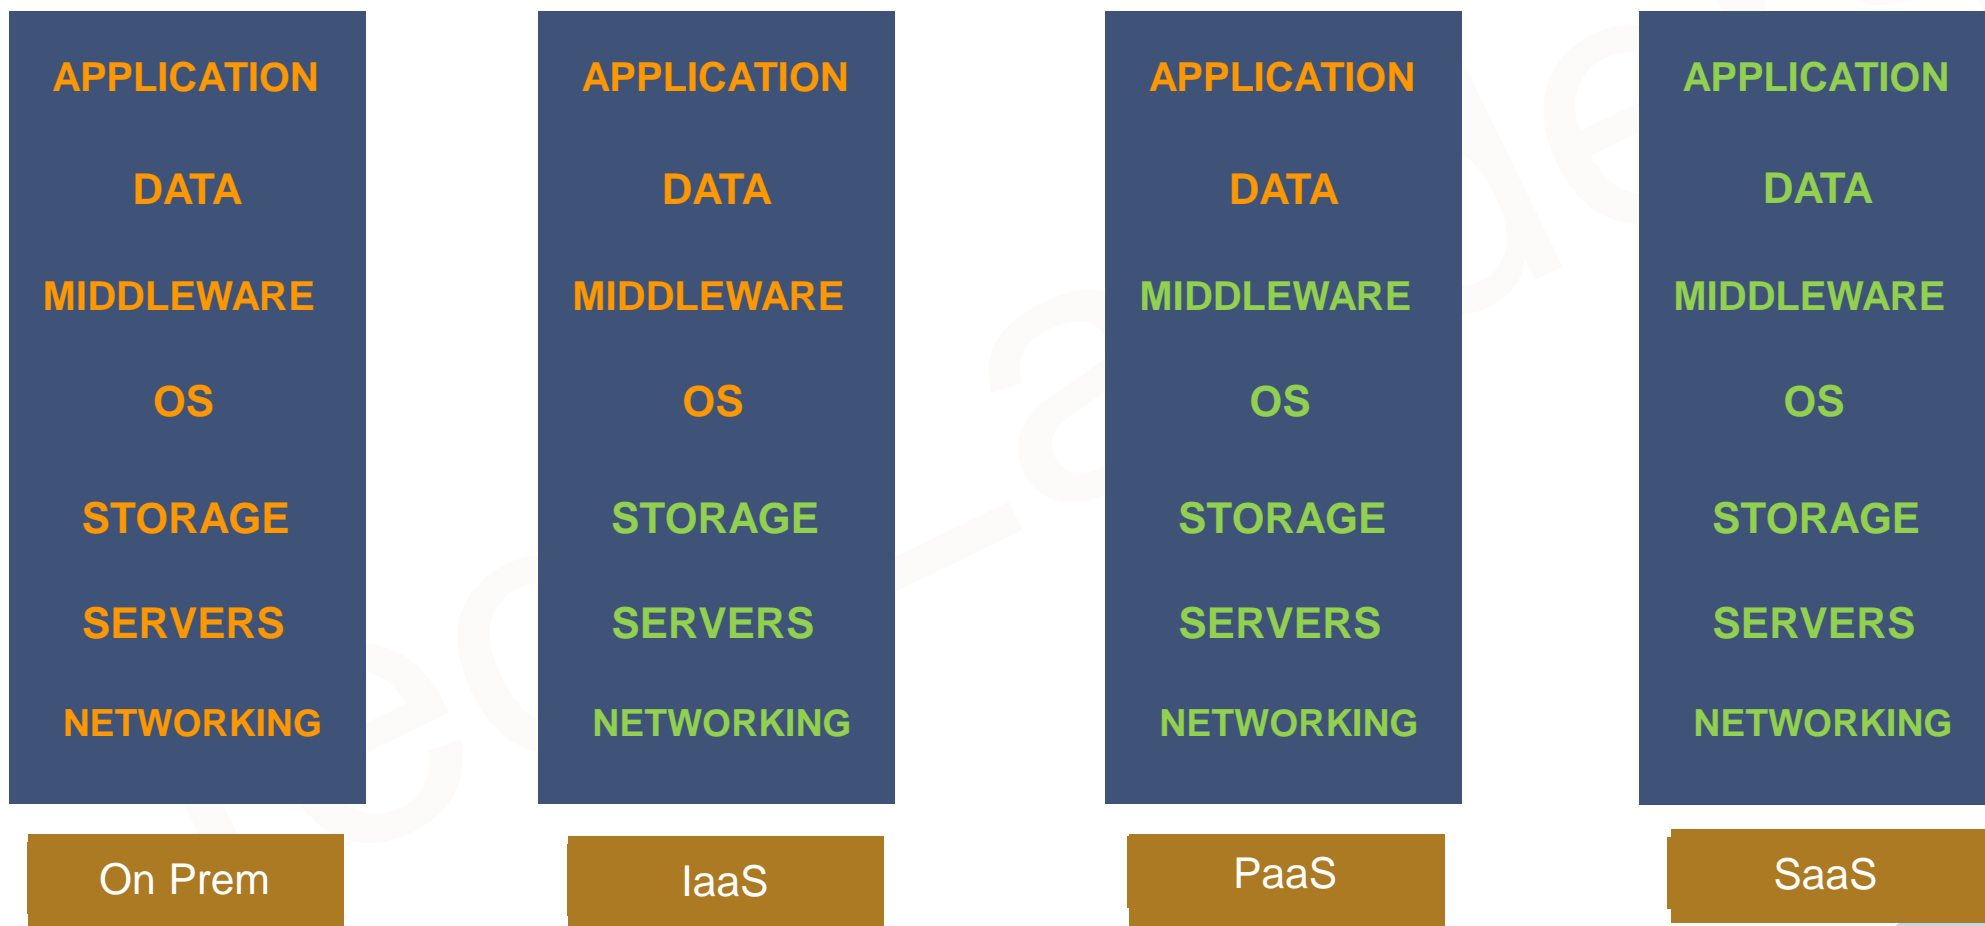 APPLICATION
DATA
MIDDLEWARE
OS
STORAGE
SERVERS
NETWORKING
On Prem
APPLICATION
DATA
MIDDLEWARE
OS
STORAGE
SERVERS
NETWORKING
IaaS
APPLICATION
DATA
MIDDLEWARE
OS
STORAGE
SERVERS
NETWORKING
PaaS
APPLICATION
DATA
MIDDLEWARE
OS
STORAGE
SERVERS
NETWORKING
SaaS